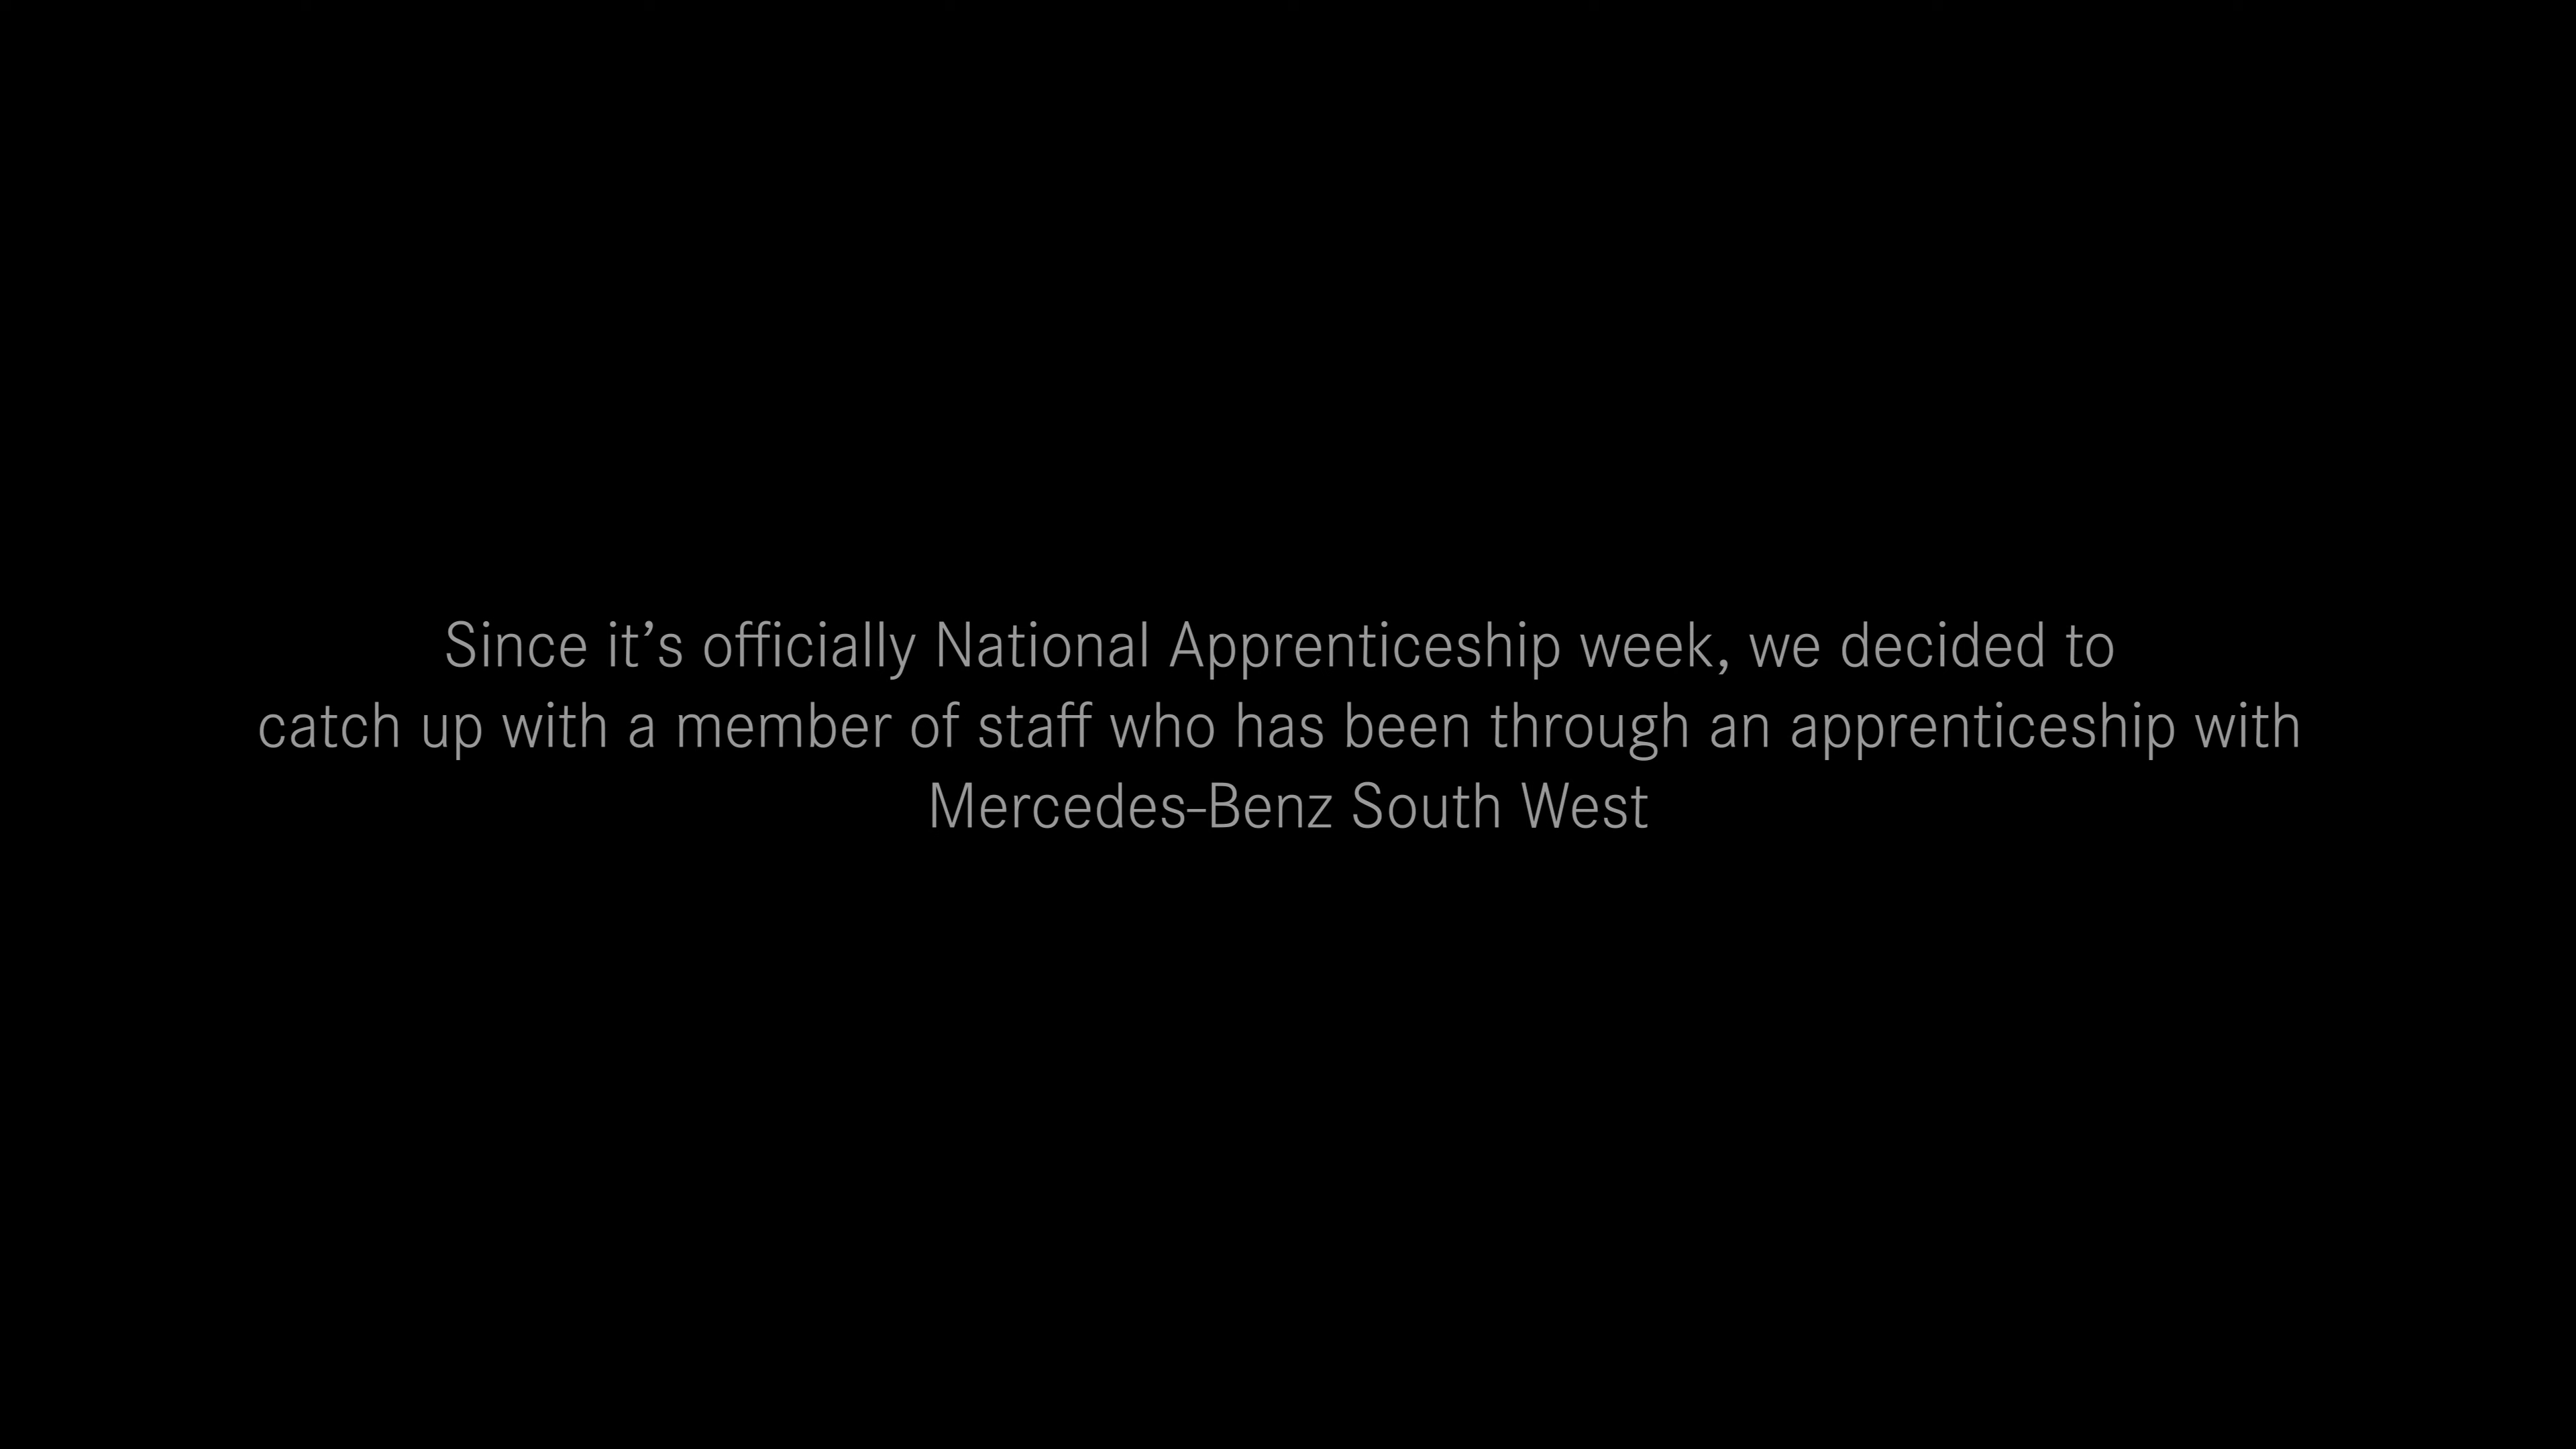 Since it’s officially National Apprenticeship week, we decided to
catch up with a member of staff who has been through an apprenticeship with
Mercedes-Benz South West